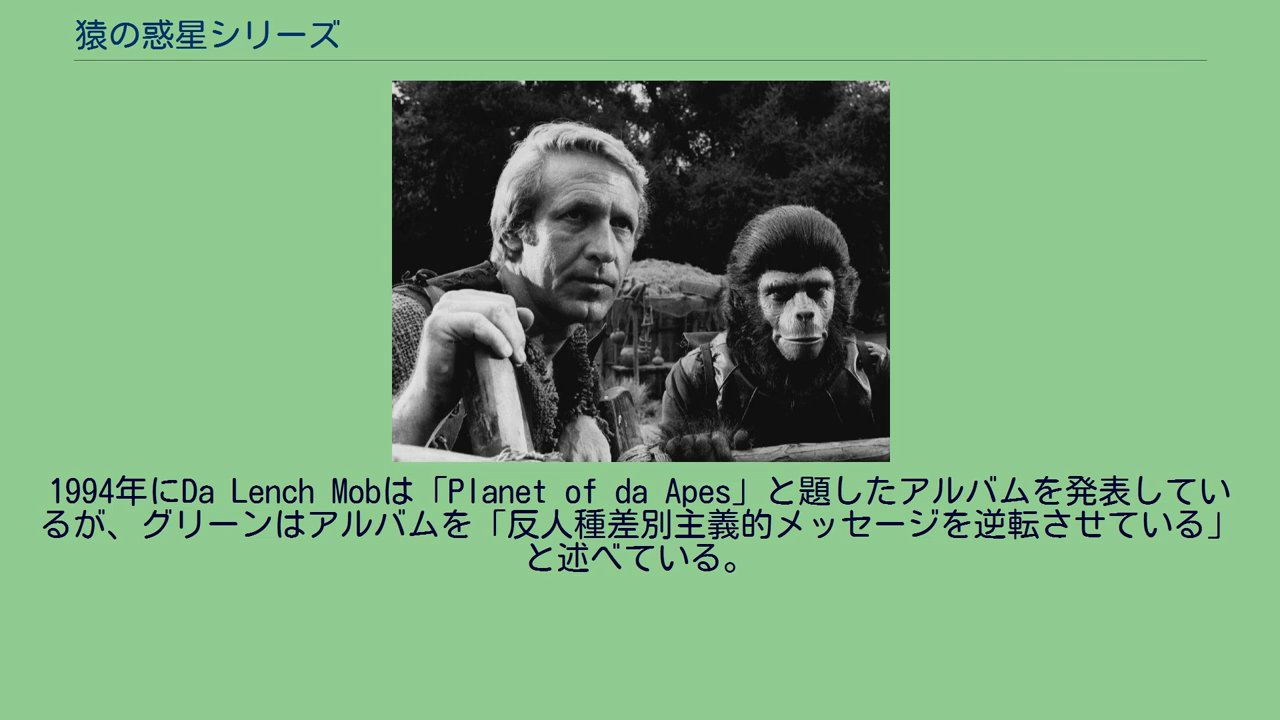 猿の惑星シリーズ
1994年にDa Lench Mobは「Planet of da Apes」と題したアルバムを発表してい
るが、グリーンはアルバムを「反人種差別主義的メッセージを逆転させている」
と述べている。